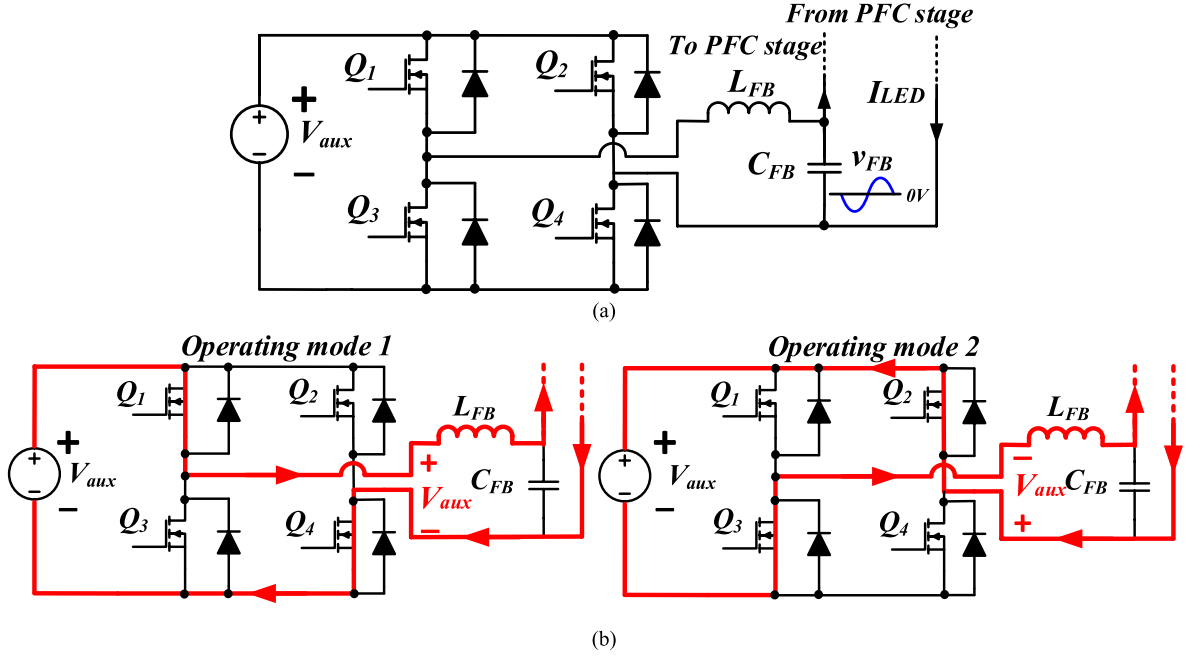 From PFC stage
To PFC stage
Q1
Q2
LFB
ILED
+
Vaux
−
CFB
vFB
0V
Q3
Q4
(a)
Operating mode 1
Operating mode 2
Q1
Q2
LFB
+
Vaux
−
+
Vaux
−
CFB
Q3
Q4
Q1
Q2
LFB
+
Vaux
−
−
Vaux
+
CFB
Q3
Q4
(b)